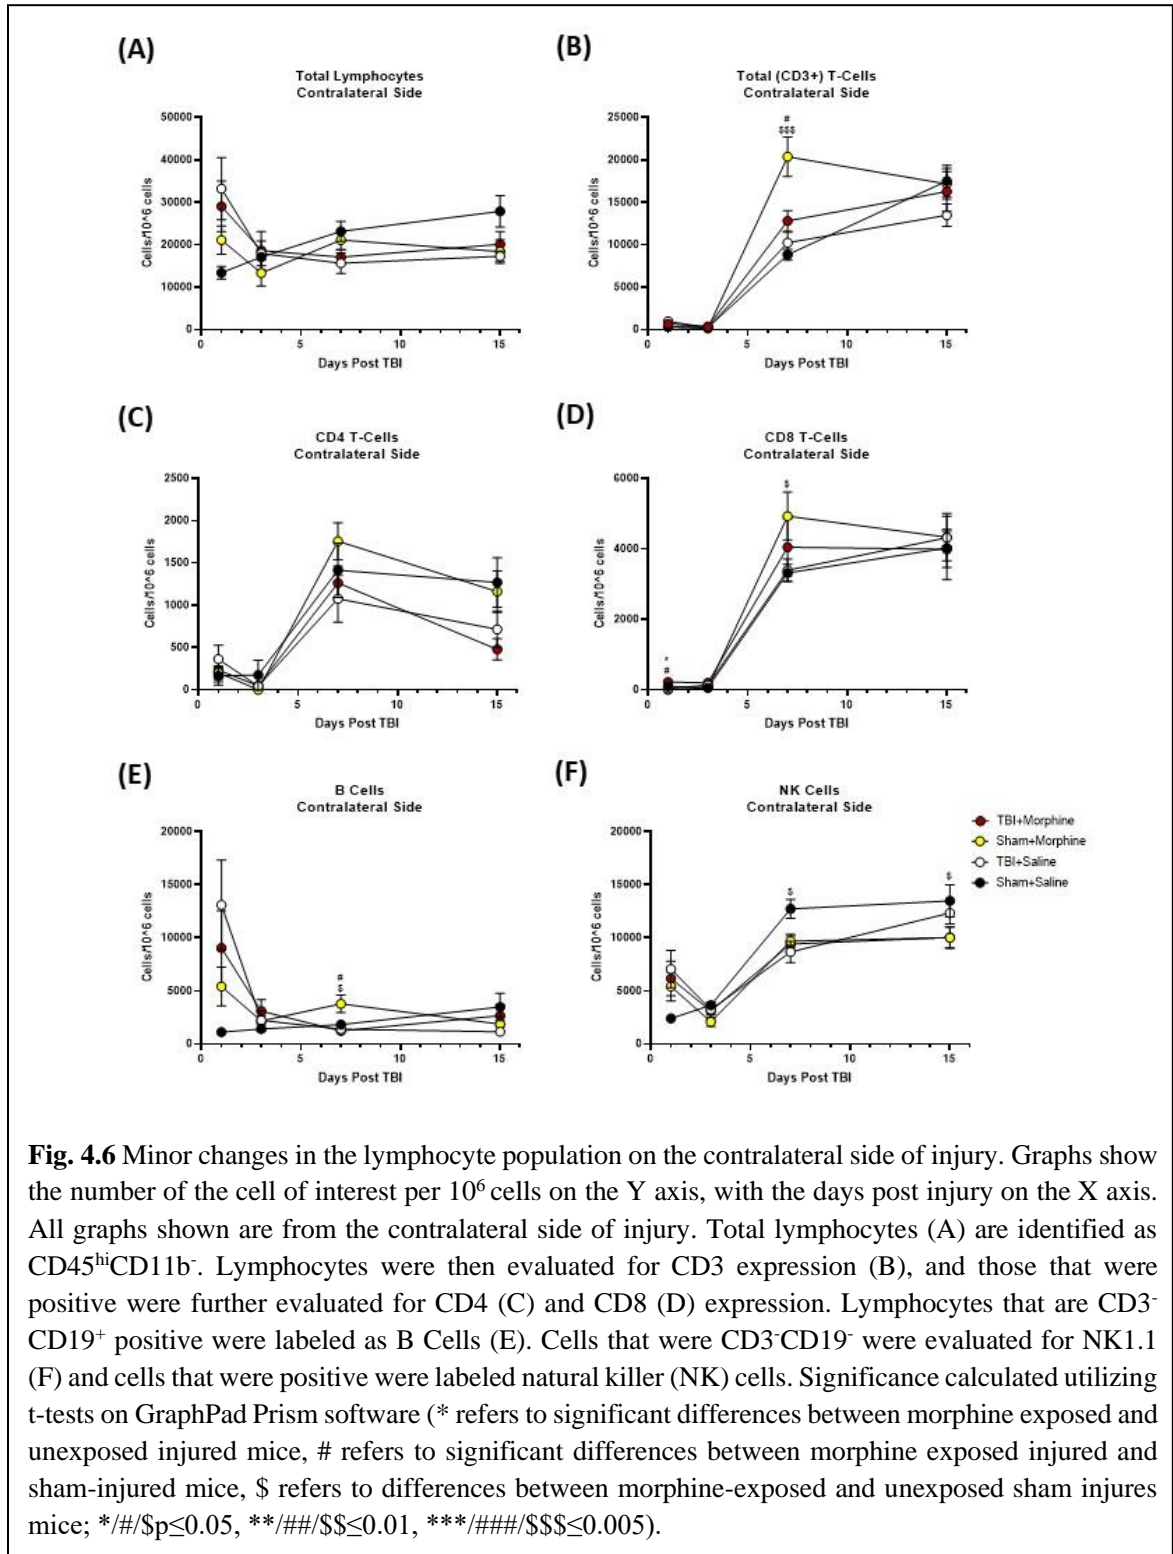 (A)
Total Lymphocytes
Contralateral Side
50000
40000
30000
20000
10000
0
Cells/10^6 cells
0 5 10 15
Days Post TBI
(B)
Total (CD3+) T-Cells
Contralateral Side
25000
20000
15000
10000
5000
0
Cells/10^6 cells
#
$$$
0 5 10 15
Days Post TBI
(C)
CD4 T-Cells
Contralateral Side
2500
2000
1500
1000
500
0
Cells/10^6 cells
0 5 10 15
Days Post TBI
(D)
CD8 T-Cells
Contralateral Side
6000
4000
2000
0
Cells/10^6 cells
*
#
$
0 5 10 15
Days Post TBI
(E)
B Cells
Contralateral Side
20000
15000
10000
5000
0
Cells/10^6 cells
#
$
0 5 10 15
Days Post TBI
(F)
NK Cells
Contralateral Side
20000
15000
10000
5000
0
Cells/10^6 cells
$
$
0 5 10 15
Days Post TBI
TBI+Morphine
Sham+Morphine
TBI+Saline
Sham+Saline
Fig. 4.6 Minor changes in the lymphocyte population on the contralateral side of injury. Graphs show
the number of the cell of interest per 10⁶ cells on the Y axis, with the days post injury on the X axis.
All graphs shown are from the contralateral side of injury. Total lymphocytes (A) are identified as
CD45ʰⁱCD11b⁻. Lymphocytes were then evaluated for CD3 expression (B), and those that were
positive were further evaluated for CD4 (C) and CD8 (D) expression. Lymphocytes that are CD3⁻
CD19⁺ positive were labeled as B Cells (E). Cells that were CD3⁻CD19⁻ were evaluated for NK1.1
(F) and cells that were positive were labeled natural killer (NK) cells. Significance calculated utilizing
t-tests on GraphPad Prism software (* refers to significant differences between morphine exposed and
unexposed injured mice, # refers to significant differences between morphine exposed injured and
sham-injured mice, $ refers to differences between morphine-exposed and unexposed sham injures
mice; */#/$p≤0.05, **/##/$$≤0.01, ***/###/$$$≤0.005).